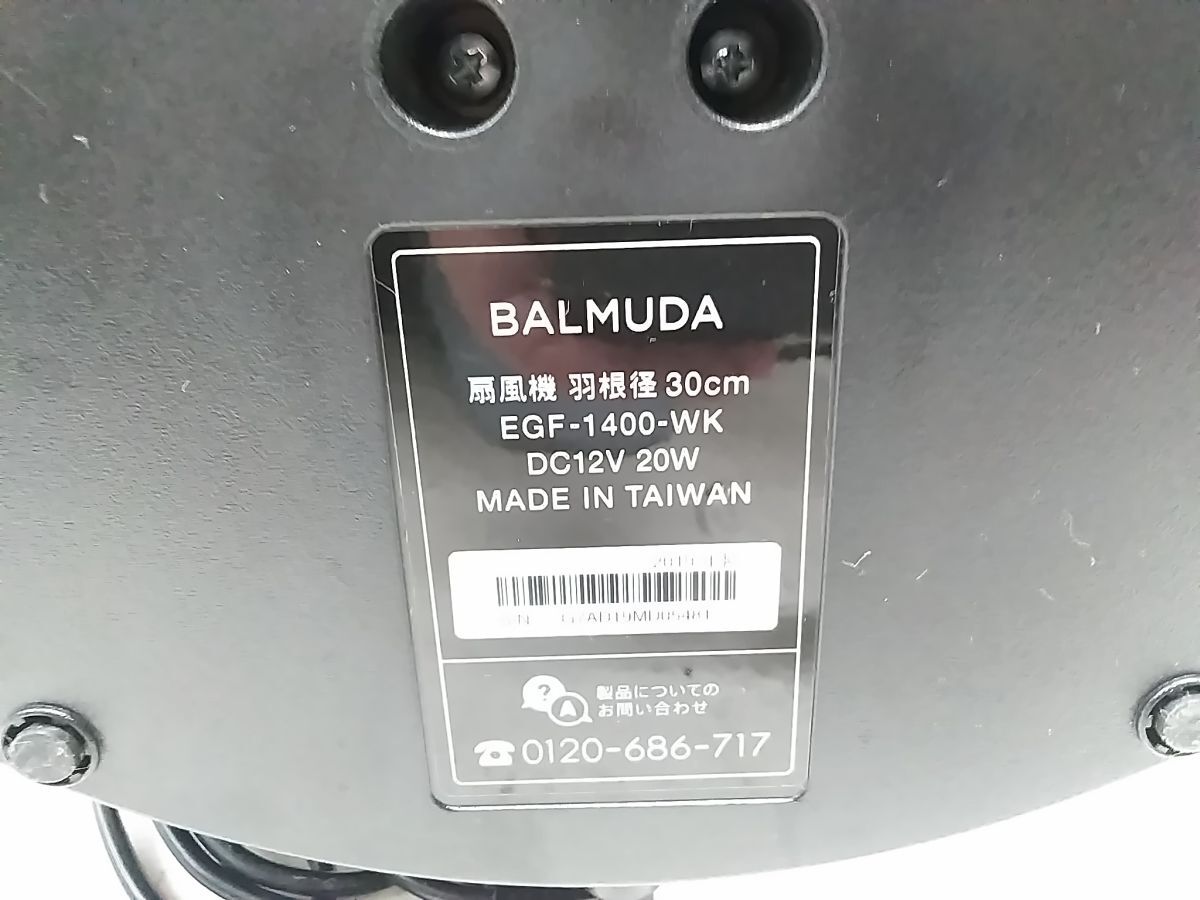 BALMUDA
扇風機 羽根径 30cm
EGF-1400-WK
DC12V 20W
MADE IN TAIWAN
?
A
製品についての
お問い合わせ
☎ 0120-686-717